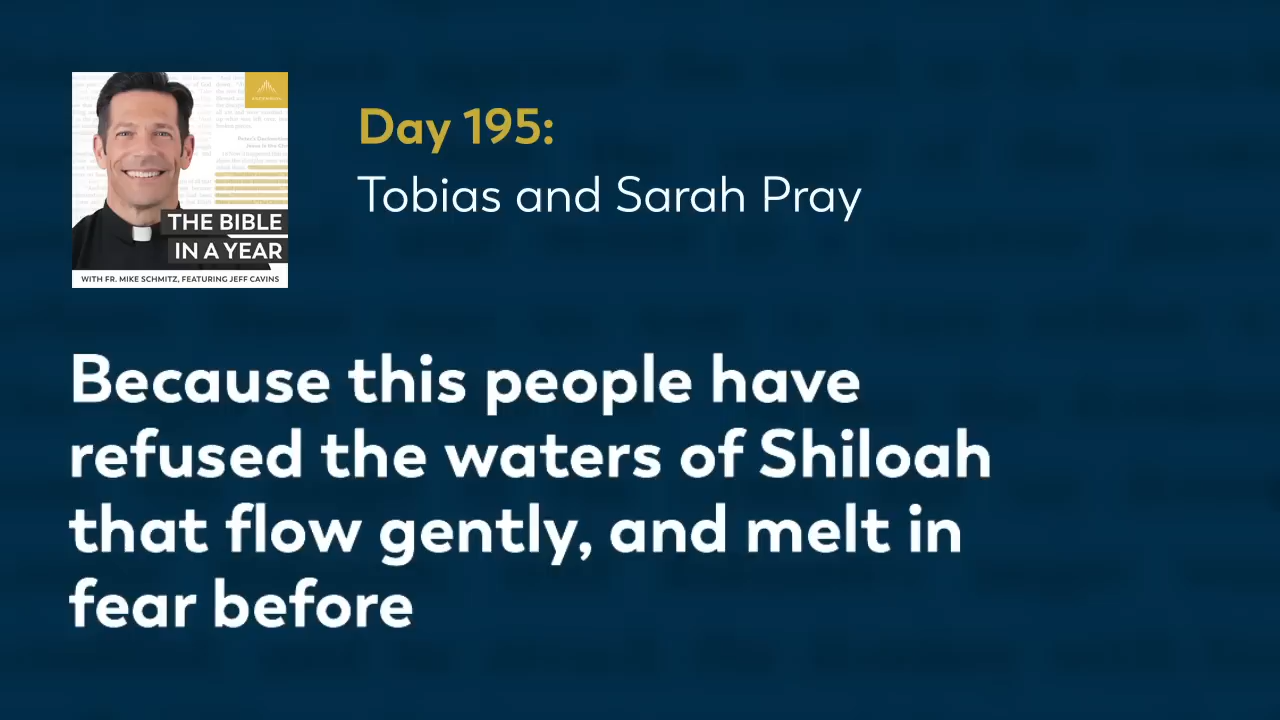 THE BIBLE
IN A YEAR
WITH FR. MIKE SCHMITZ, FEATURING JEFF CAVINS
Day 195:
Tobias and Sarah Pray
Because this people have
refused the waters of Shiloah
that flow gently, and melt in
fear before